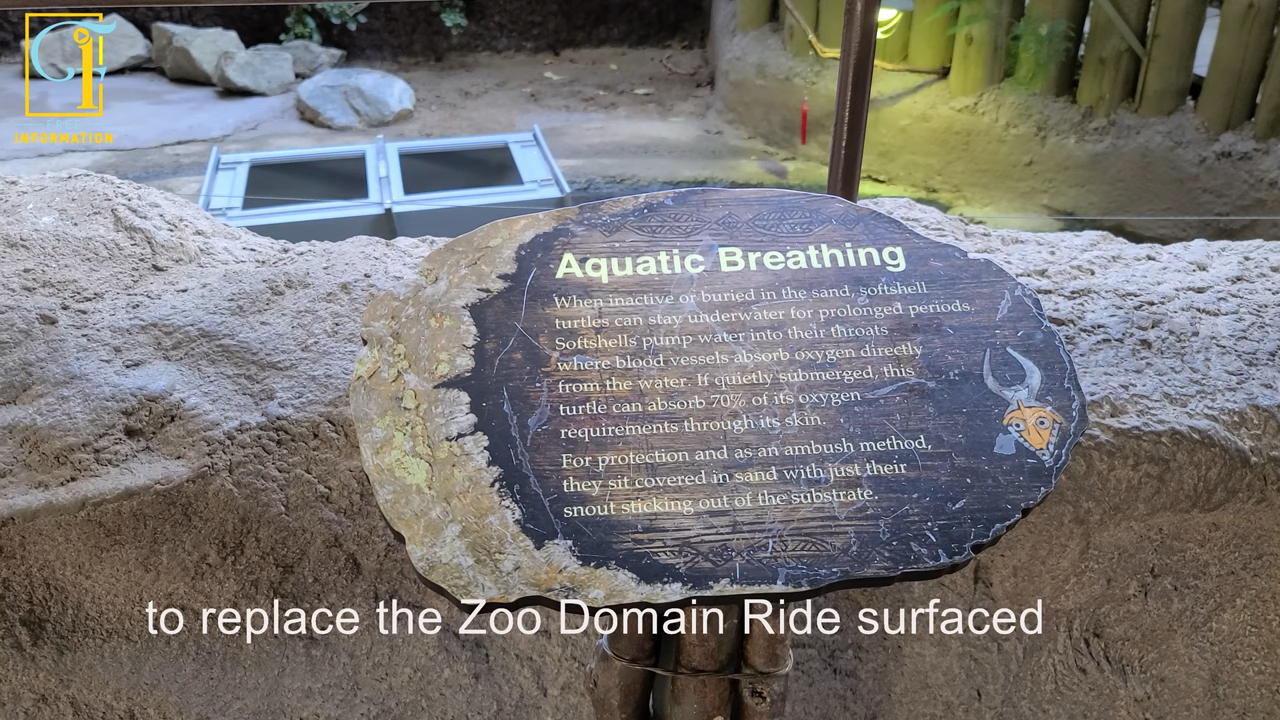 INFORMATION
Aquatic Breathing
When inactive or buried in the sand, softshell
turtles can stay underwater for prolonged periods.
Softshells pump water into their throats
where blood vessels absorb oxygen directly
from the water. If quietly submerged, this
turtle can absorb 70% of its oxygen
requirements through its skin.
For protection and as an ambush method,
they sit covered in sand with just their
snout sticking out of the substrate.
to replace the Zoo Domain Ride surfaced